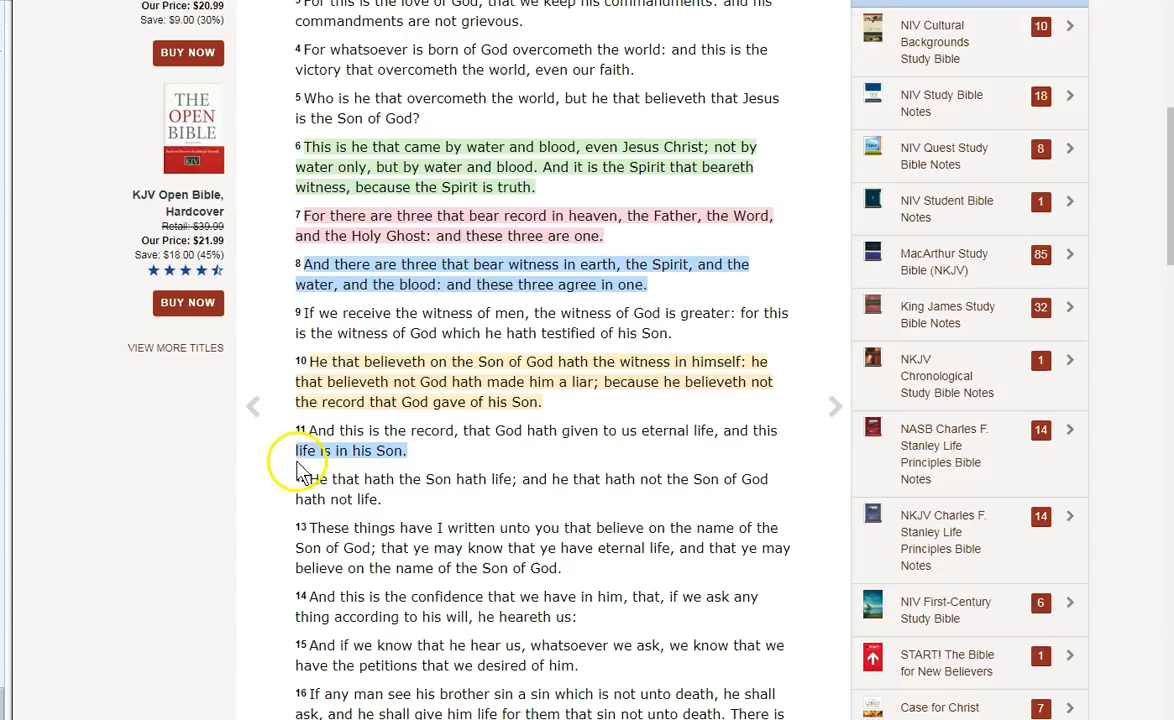 Our Price: $20.99
Save: $9.00 (30%)
BUY NOW
THE
OPEN
BIBLE
KJV
KJV Open Bible,
Hardcover
Retail: $39.99
Our Price: $21.99
Save: $18.00 (45%)
BUY NOW
VIEW MORE TITLES
3 For this is the love of God, that we keep his commandments: and his
commandments are not grievous.
4 For whatsoever is born of God overcometh the world: and this is the
victory that overcometh the world, even our faith.
5 Who is he that overcometh the world, but he that believeth that Jesus
is the Son of God?
6 This is he that came by water and blood, even Jesus Christ; not by
water only, but by water and blood. And it is the Spirit that beareth
witness, because the Spirit is truth.
7 For there are three that bear record in heaven, the Father, the Word,
and the Holy Ghost: and these three are one.
8 And there are three that bear witness in earth, the Spirit, and the
water, and the blood: and these three agree in one.
9 If we receive the witness of men, the witness of God is greater: for this
is the witness of God which he hath testified of his Son.
10 He that believeth on the Son of God hath the witness in himself: he
that believeth not God hath made him a liar; because he believeth not
the record that God gave of his Son.
11 And this is the record, that God hath given to us eternal life, and this
life is in his Son.
He that hath the Son hath life; and he that hath not the Son of God
hath not life.
13 These things have I written unto you that believe on the name of the
Son of God; that ye may know that ye have eternal life, and that ye may
believe on the name of the Son of God.
14 And this is the confidence that we have in him, that, if we ask any
thing according to his will, he heareth us:
15 And if we know that he hear us, whatsoever we ask, we know that we
have the petitions that we desired of him.
16 If any man see his brother sin a sin which is not unto death, he shall
ask, and he shall give him life for them that sin not unto death. There is
NIV Cultural 10
Backgrounds
Study Bible
NIV Study Bible 18
Notes
NIV Quest Study 8
Bible Notes
NIV Student Bible 1
Notes
MacArthur Study 85
Bible (NKJV)
King James Study 32
Bible Notes
NKJV 1
Chronological
Study Bible Notes
NASB Charles F. 14
Stanley Life
Principles Bible
Notes
NKJV Charles F. 14
Stanley Life
Principles Bible
Notes
NIV First-Century 6
Study Bible
START! The Bible 1
for New Believers
Case for Christ 7